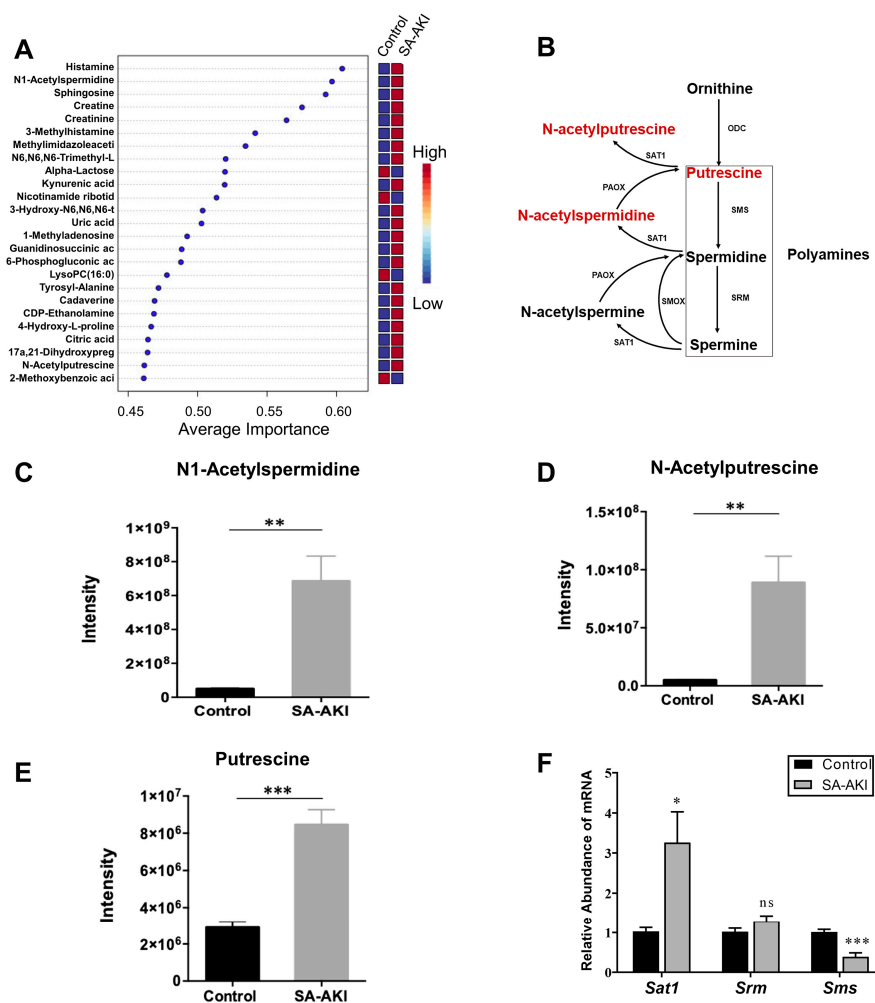 A
Control
SA-AKI
Histamine
N1-Acetylspermidine
Sphingosine
Creatine
Creatinine
3-Methylhistamine
Methylimidazoleaceti
N6,N6,N6-Trimethyl-L
Alpha-Lactose
Kynurenic acid
Nicotinamide ribotid
3-Hydroxy-N6,N6,N6-t
Uric acid
1-Methyladenosine
Guanidinosuccinic ac
6-Phosphogluconic ac
LysoPC(16:0)
Tyrosyl-Alanine
Cadaverine
CDP-Ethanolamine
4-Hydroxy-L-proline
Citric acid
17a,21-Dihydroxypreg
N-Acetylputrescine
2-Methoxybenzoic aci
0.45 0.50 0.55 0.60
Average Importance
High
Low
B
Ornithine
ODC
N-acetylputrescine
SAT1
Putrescine
PAOX
SMS
N-acetylspermidine
SAT1
Spermidine
Polyamines
PAOX
SMOX
SRM
N-acetylspermine
SAT1
Spermine
C
N1-Acetylspermidine
Intensity
1×10⁹
8×10⁸
6×10⁸
4×10⁸
2×10⁸
0
**
Control SA-AKI
D
N-Acetylputrescine
Intensity
1.5×10⁸
1.0×10⁸
5.0×10⁷
0.0
**
Control SA-AKI
E
Putrescine
Intensity
1×10⁷
8×10⁶
6×10⁶
4×10⁶
2×10⁶
0
***
Control SA-AKI
F
Control
SA-AKI
Relative Abundance of mRNA
5
4
3
2
1
0
*
ns
***
Sat1 Srm Sms